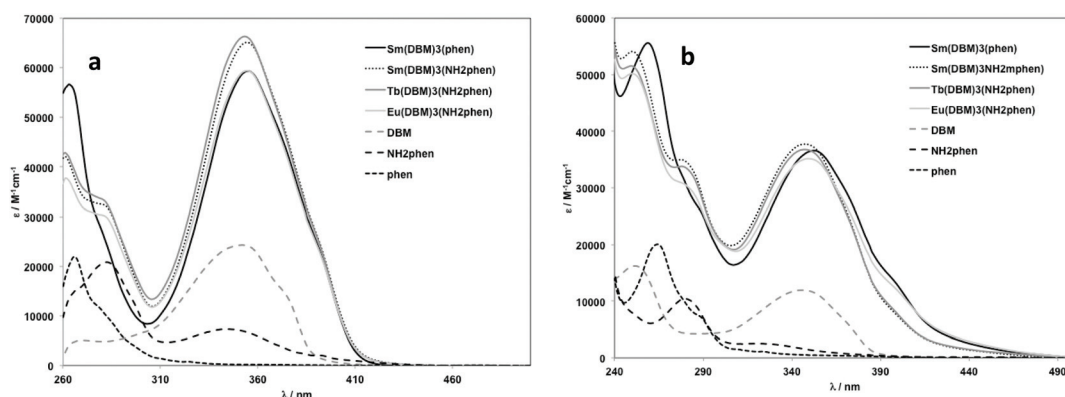 a
70000
60000
50000
40000
30000
20000
10000
0
260
310
360
410
460
ε / M-1cm-1
λ / nm
Sm(DBM)3(phen)
Sm(DBM)3(NH2phen)
Tb(DBM)3(NH2phen)
Eu(DBM)3(NH2phen)
DBM
NH2phen
phen
b
60000
50000
40000
30000
20000
10000
0
240
290
340
390
440
490
ε / M-1cm-1
λ / nm
Sm(DBM)3(phen)
Sm(DBM)3NH2mphen)
Tb(DBM)3(NH2phen)
Eu(DBM)3(NH2phen)
DBM
NH2phen
phen